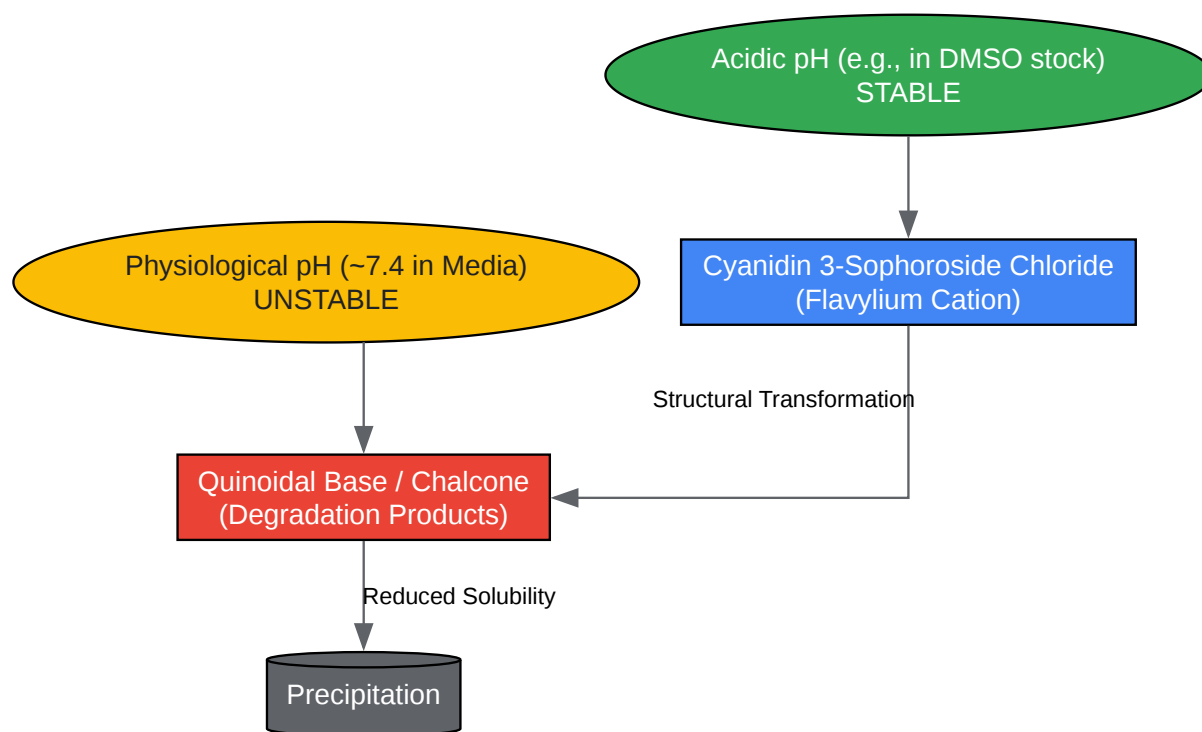 Acidic pH (e.g., in DMSO stock)
STABLE
Physiological pH (~7.4 in Media)
UNSTABLE
Cyanidin 3-Sophoroside Chloride
(Flavylium Cation)
Structural Transformation
Quinoidal Base / Chalcone
(Degradation Products)
Reduced Solubility
Precipitation